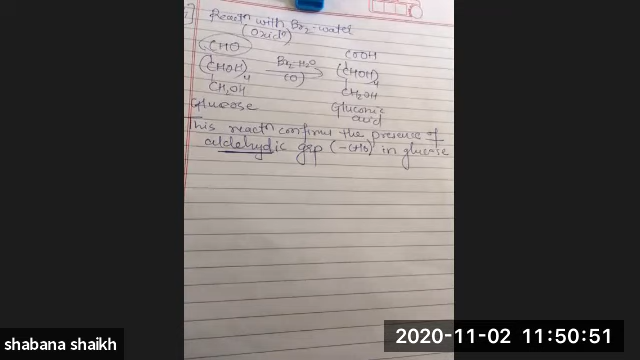 Reactn with Br2-water
(Oxidn)
CHO
(CHOH)4
CH2OH
Glucose
Br2-H2O
(O)
COOH
(CHOH)4
CH2OH
Gluconic
acid
This reactn confirms the presence of
aldehydic grp (-CHO) in glucose
shabana shaikh
2020-11-02 11:50:51